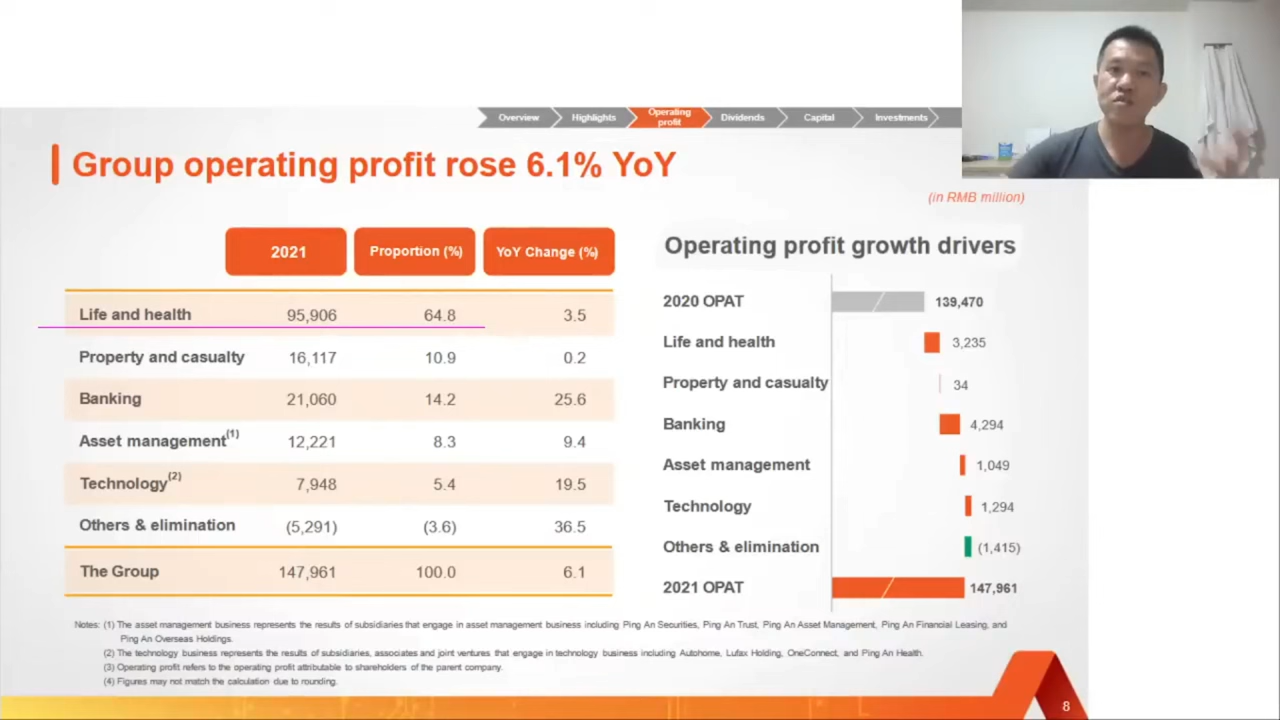 Overview Highlights Operating profit Dividends Capital Investments
Group operating profit rose 6.1% YoY
(in RMB million)
2021 Proportion (%) YoY Change (%)
Life and health 95,906 64.8 3.5
Property and casualty 16,117 10.9 0.2
Banking 21,060 14.2 25.6
Asset management(1) 12,221 8.3 9.4
Technology(2) 7,948 5.4 19.5
Others & elimination (5,291) (3.6) 36.5
The Group 147,961 100.0 6.1
Operating profit growth drivers
2020 OPAT 139,470
Life and health 3,235
Property and casualty 34
Banking 4,294
Asset management 1,049
Technology 1,294
Others & elimination (1,415)
2021 OPAT 147,961
Notes: (1) The asset management business represents the results of subsidiaries that engage in asset management business including Ping An Securities, Ping An Trust, Ping An Asset Management, Ping An Financial Leasing, and
Ping An Overseas Holdings.
(2) The technology business represents the results of subsidiaries, associates and joint ventures that engage in technology business including Autohome, Lufax Holding, OneConnect, and Ping An Health.
(3) Operating profit refers to the operating profit attributable to shareholders of the parent company.
(4) Figures may not match the calculation due to rounding.
8